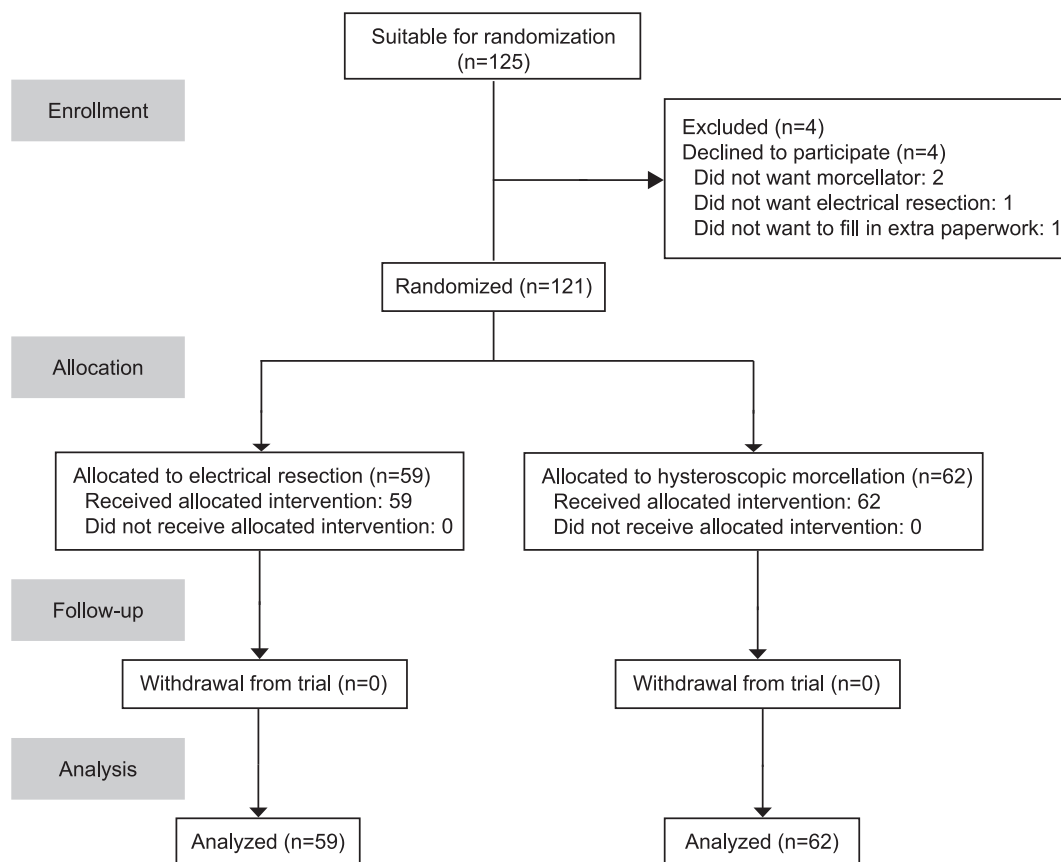 Suitable for randomization
(n=125)
Enrollment
Excluded (n=4)
Declined to participate (n=4)
Did not want morcellator: 2
Did not want electrical resection: 1
Did not want to fill in extra paperwork: 1
Randomized (n=121)
Allocation
Allocated to electrical resection (n=59)
Received allocated intervention: 59
Did not receive allocated intervention: 0
Allocated to hysteroscopic morcellation (n=62)
Received allocated intervention: 62
Did not receive allocated intervention: 0
Follow-up
Withdrawal from trial (n=0)
Withdrawal from trial (n=0)
Analysis
Analyzed (n=59)
Analyzed (n=62)